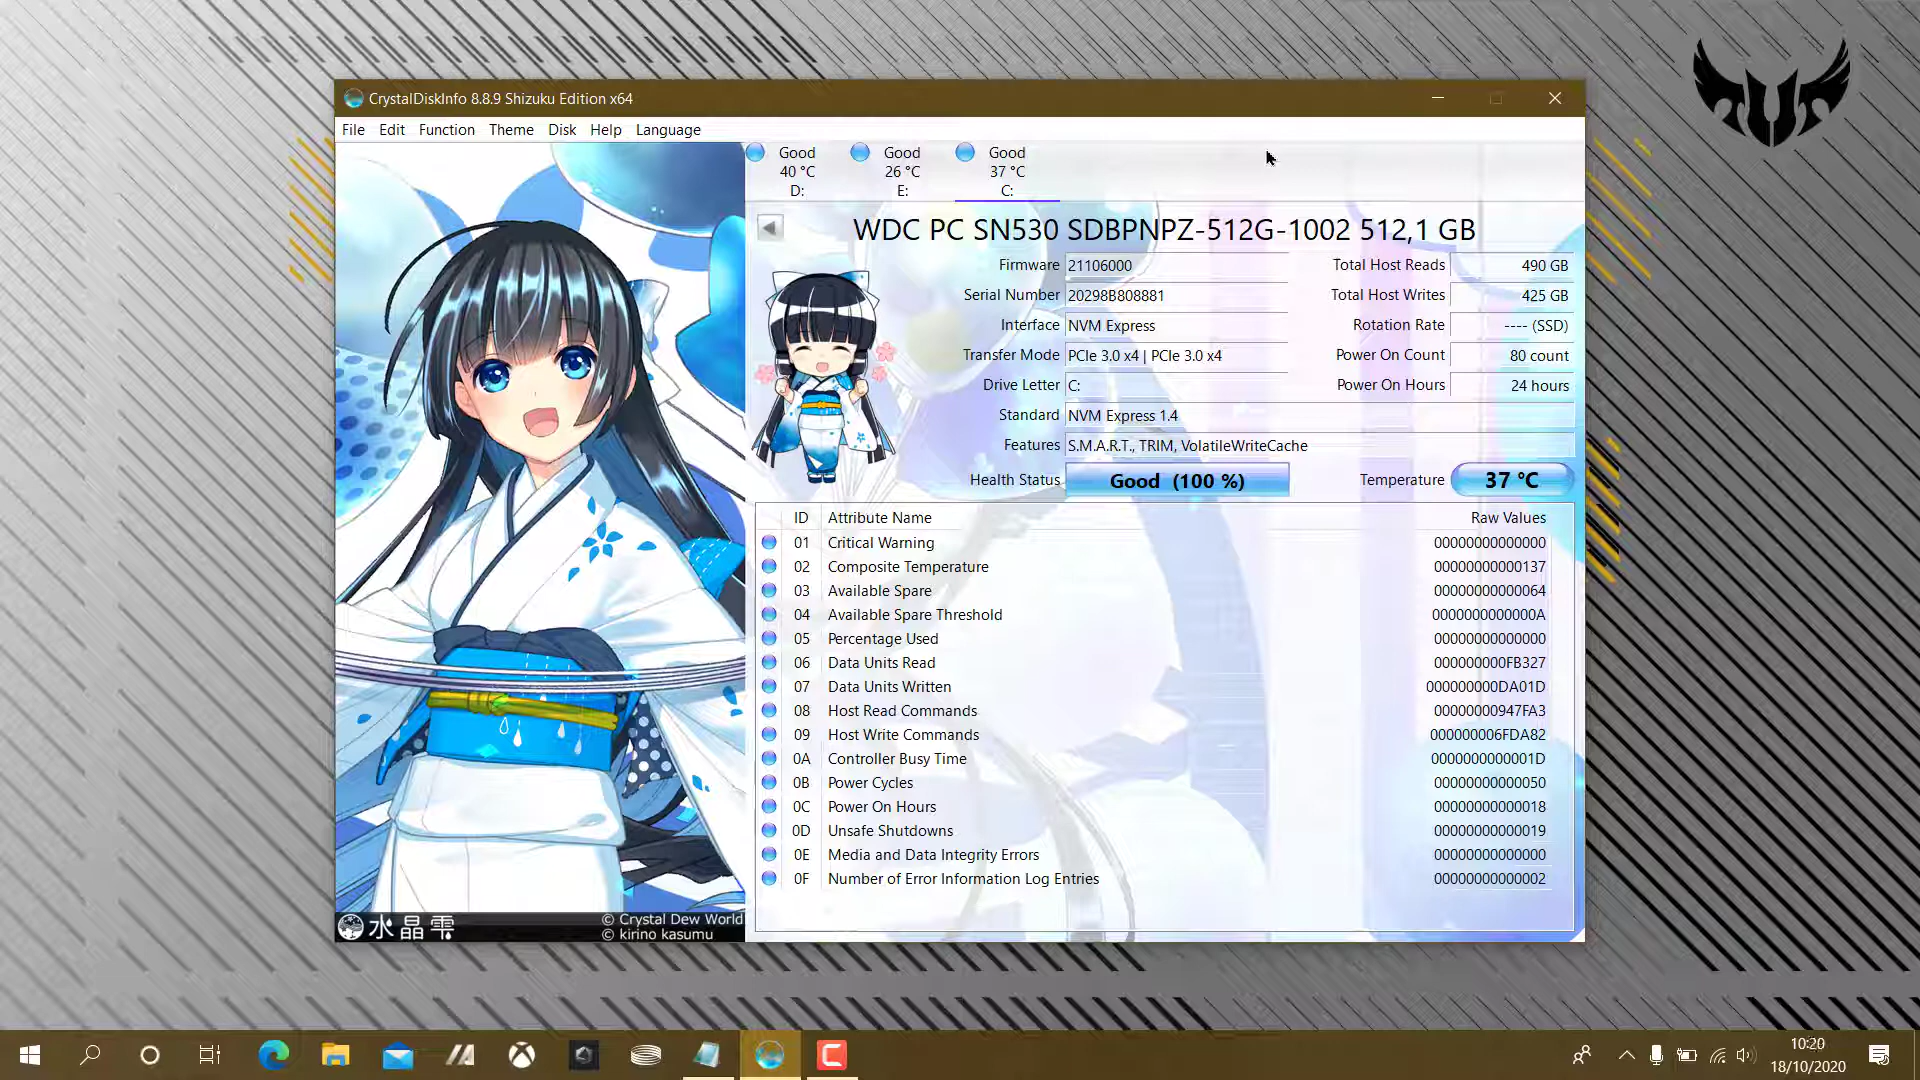 CrystalDiskInfo 8.8.9 Shizuku Edition x64
File Edit Function Theme Disk Help Language
Good Good Good
40 °C 26 °C 37 °C
D: E: C:
WDC PC SN530 SDBPNPZ-512G-1002 512,1 GB
Firmware 21106000 Total Host Reads 490 GB
Serial Number 20298B808881 Total Host Writes 425 GB
Interface NVM Express Rotation Rate ---- (SSD)
Transfer Mode PCIe 3.0 x4 | PCIe 3.0 x4 Power On Count 80 count
Drive Letter C: Power On Hours 24 hours
Standard NVM Express 1.4
Features S.M.A.R.T., TRIM, VolatileWriteCache
Health Status Good (100 %) Temperature 37 °C
ID Attribute Name Raw Values
01 Critical Warning 00000000000000
02 Composite Temperature 00000000000137
03 Available Spare 00000000000064
04 Available Spare Threshold 0000000000000A
05 Percentage Used 00000000000000
06 Data Units Read 000000000FB327
07 Data Units Written 000000000DA01D
08 Host Read Commands 00000000947FA3
09 Host Write Commands 000000006FDA82
0A Controller Busy Time 0000000000001D
0B Power Cycles 00000000000050
0C Power On Hours 00000000000018
0D Unsafe Shutdowns 00000000000019
0E Media and Data Integrity Errors 00000000000000
0F Number of Error Information Log Entries 00000000000002
水晶雫
© Crystal Dew World
© kirino kasumu
10:20
18/10/2020